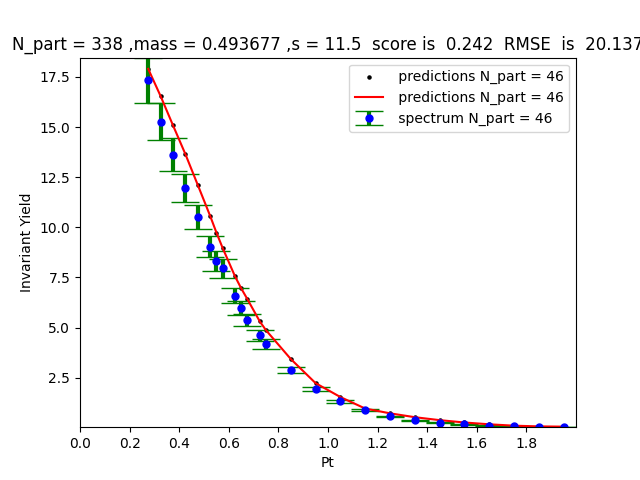 N_part = 338 ,mass = 0.493677 ,s = 11.5  score is  0.242  RMSE  is  20.137
predictions N_part = 46
predictions N_part = 46
spectrum N_part = 46
Invariant Yield
17.5
15.0
12.5
10.0
7.5
5.0
2.5
0.0 0.2 0.4 0.6 0.8 1.0 1.2 1.4 1.6 1.8
Pt